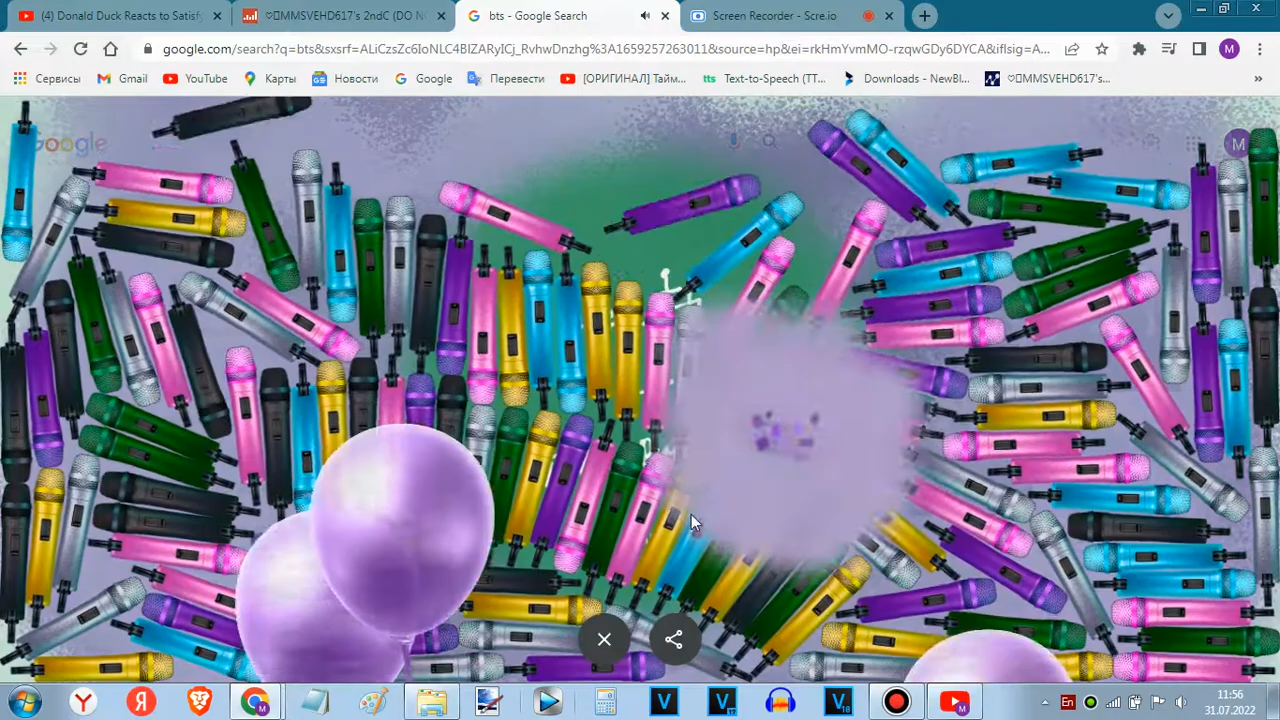 (4) Donald Duck Reacts to Satisf
MMSVEHD617's 2ndC (DO N
bts - Google Search
Screen Recorder - Scre.io
google.com/search?q=bts&sxsrf=ALiCzsZc6IoNLC4BIZARyICj_RvhwDnzhg%3A1659257263011&source=hp&ei=rkHmYvmMO-rzqwGDy6DYCA&iflsig=A...
M
Сервисы
Gmail
YouTube
Карты
Новости
Google
Перевести
[ОРИГИНАЛ] Тайм...
tts Text-to-Speech (TT...
Downloads - NewBl...
MMSVEHD617's...
»
Google
M
En
11:56
31.07.2022